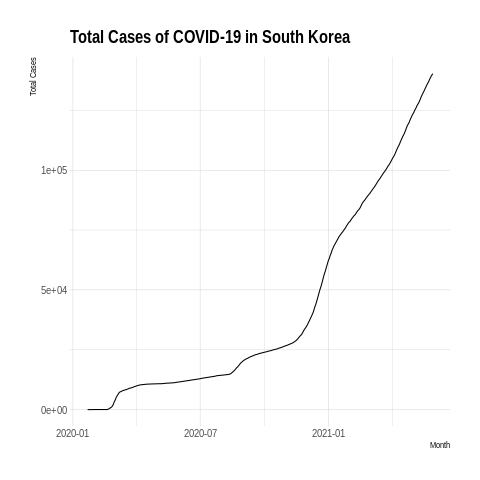 Total Cases of COVID-19 in South Korea
Total Cases
1e+05
5e+04
0e+00
2020-01 2020-07 2021-01
Month